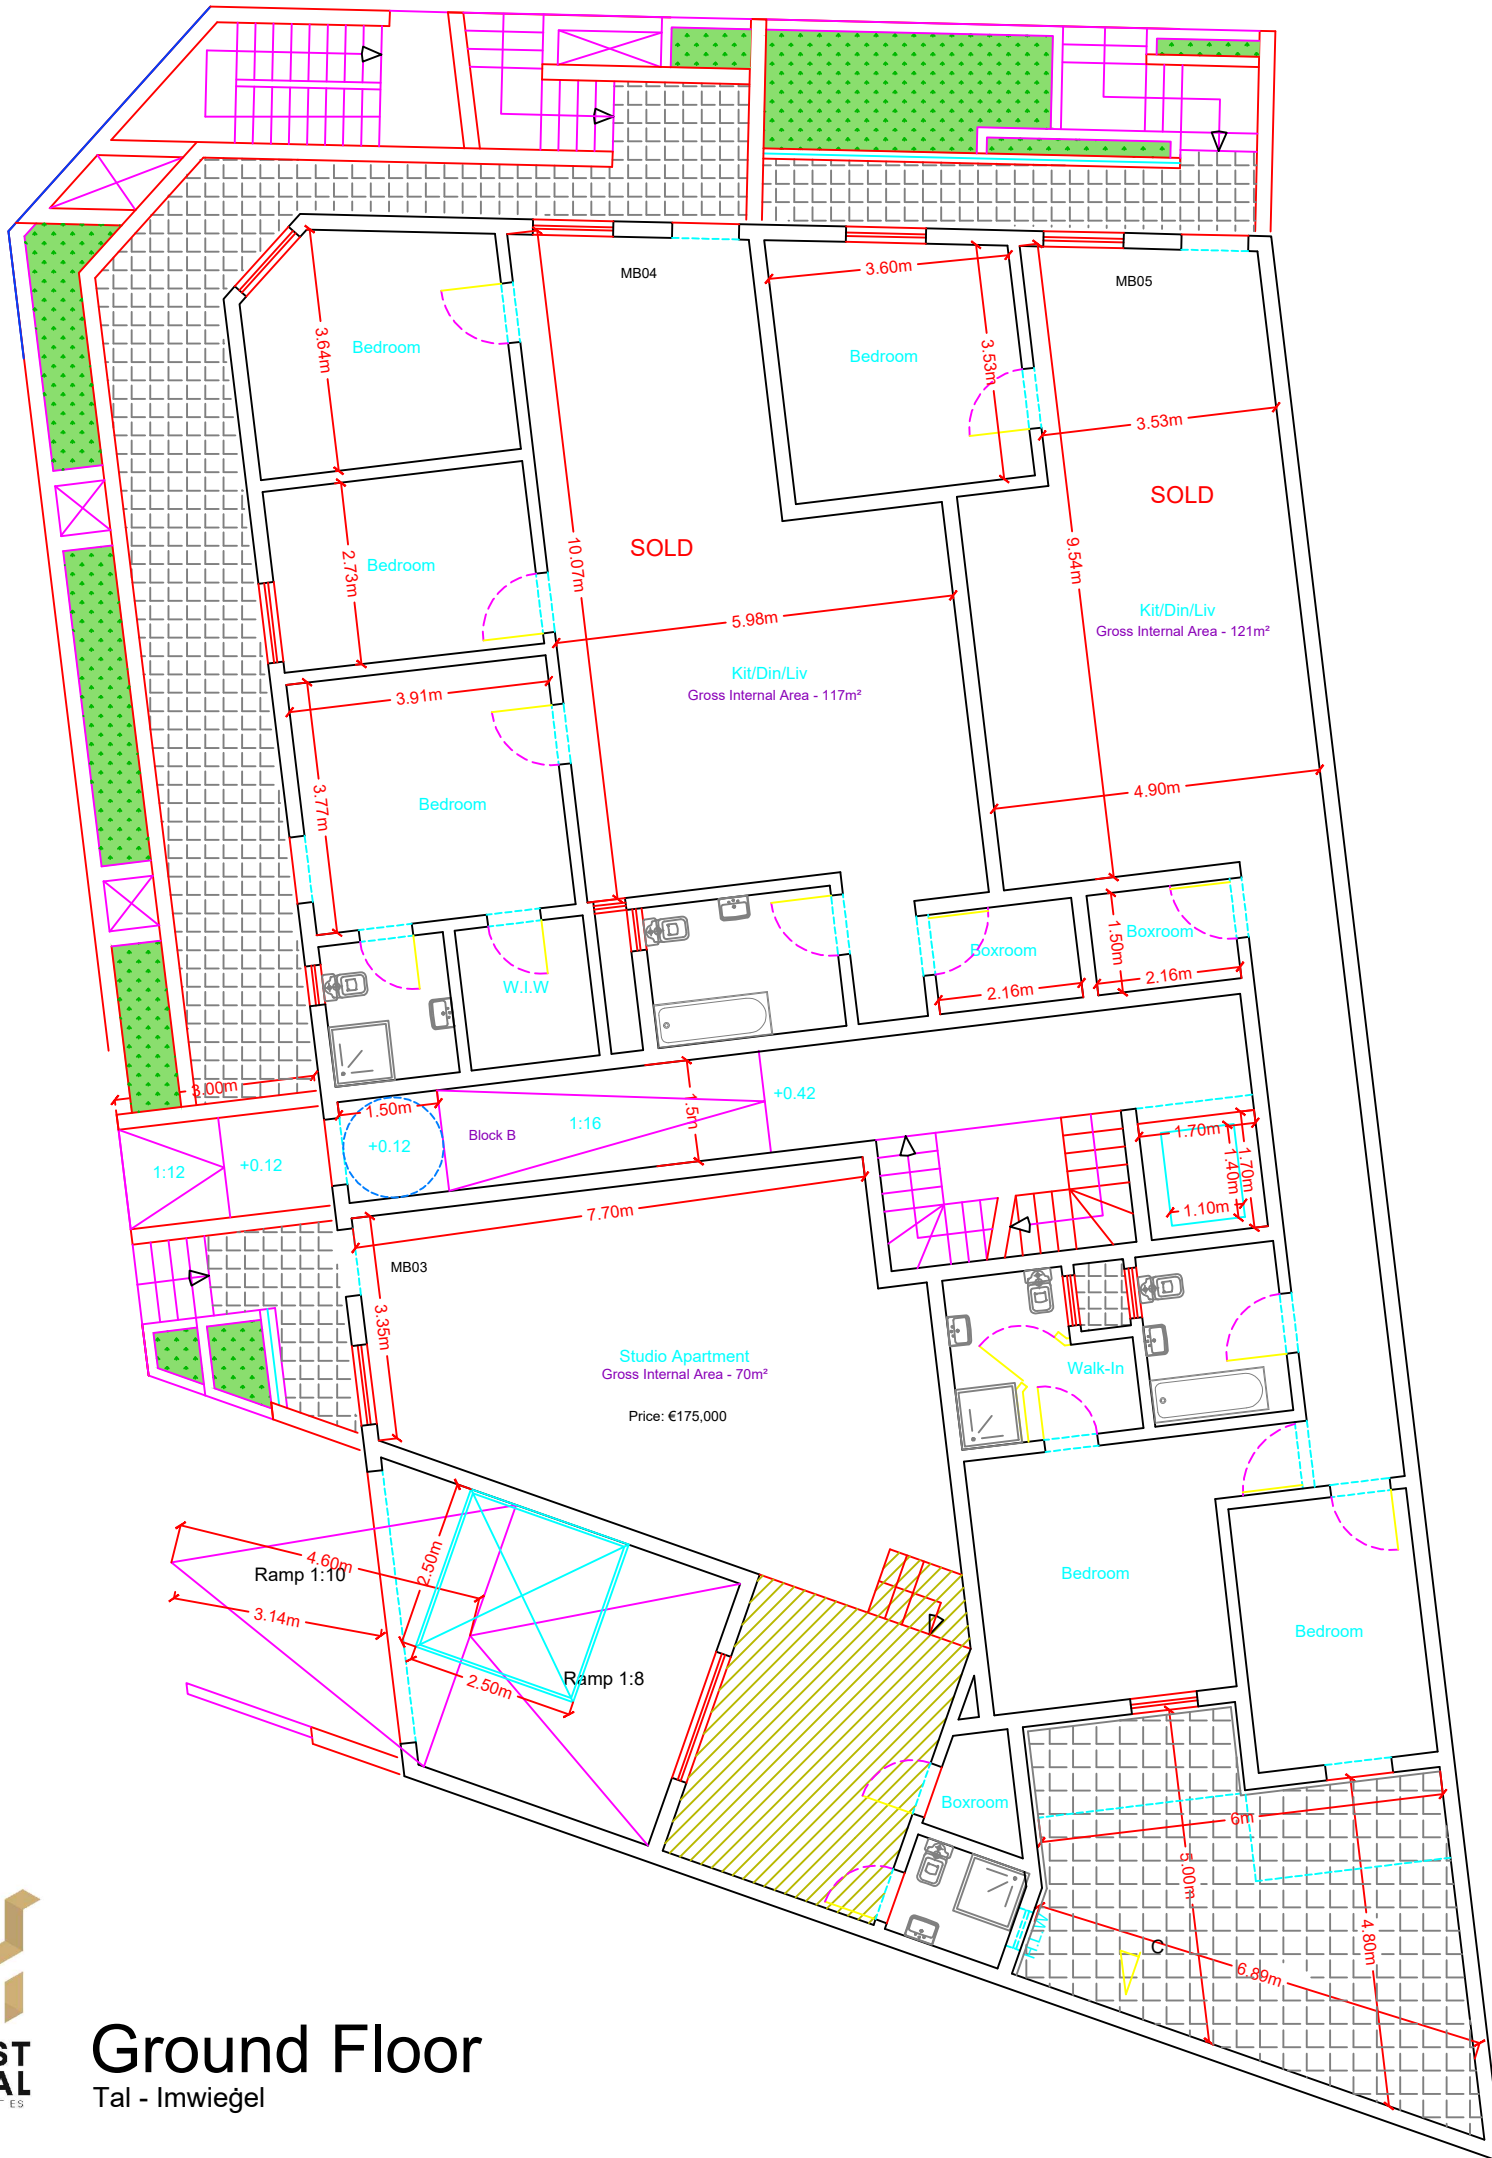 MB04
MB05
3.60m
3.64m
Bedroom
Bedroom
3.53m
3.53m
SOLD
SOLD
10.07m
9.54m
2.73m
Bedroom
5.98m
Kit/Din/Liv
Gross Internal Area - 121m²
Kit/Din/Liv
Gross Internal Area - 117m²
3.91m
3.77m
Bedroom
4.90m
Boxroom
1.50m
Boxroom
2.16m
2.16m
W.I.W
3.00m
1.50m
+0.12
Block B
1:16
1.5m
+0.42
1:12
+0.12
1.70m
1.40m
1.70m
1.10m
7.70m
MB03
3.35m
Studio Apartment
Gross Internal Area - 70m²
Price: €175,000
Walk-In
4.60m
Ramp 1:10
2.50m
3.14m
Ramp 1:8
2.50m
Bedroom
Bedroom
Boxroom
6m
5.00m
4.80m
H.L.W
C
6.89m
ST
AL
ES
Ground Floor
Tal - Imwieġel